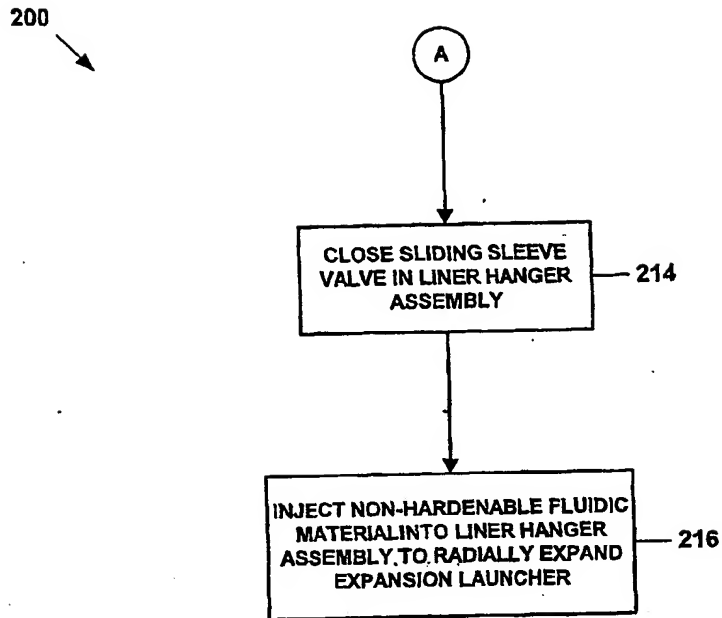 200
A
CLOSE SLIDING SLEEVE
VALVE IN LINER HANGER
ASSEMBLY
214
INJECT NON-HARDENABLE FLUIDIC
MATERIALINTO LINER HANGER
ASSEMBLY.TO RADIALLY EXPAND
EXPANSION LAUNCHER
216